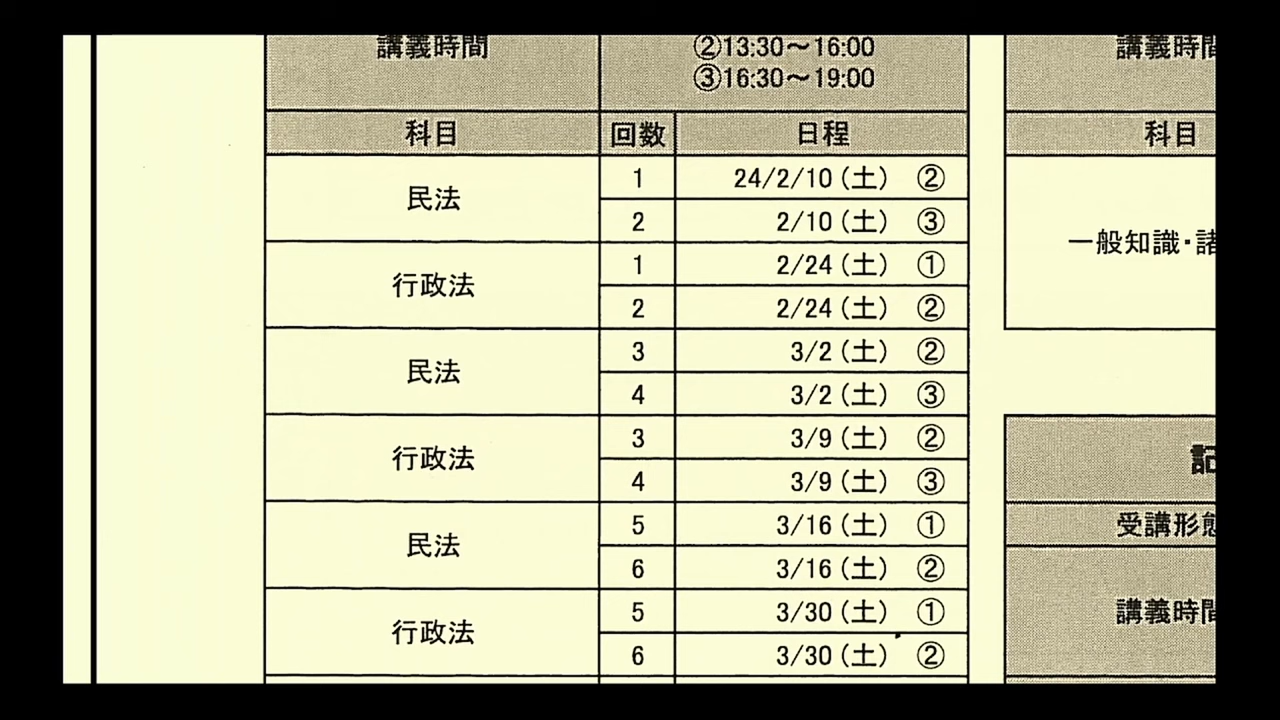 講義時間
②13:30～16:00
③16:30～19:00
科目 回数 日程
民法
1 24/2/10(土) ②
2 2/10(土) ③
行政法
1 2/24(土) ①
2 2/24(土) ②
民法
3 3/2(土) ②
4 3/2(土) ③
行政法
3 3/9(土) ②
4 3/9(土) ③
民法
5 3/16(土) ①
6 3/16(土) ②
行政法
5 3/30(土) ①
6 3/30(土) ②
講義時間
科目
一般知識・諸
記
受講形態
講義時間